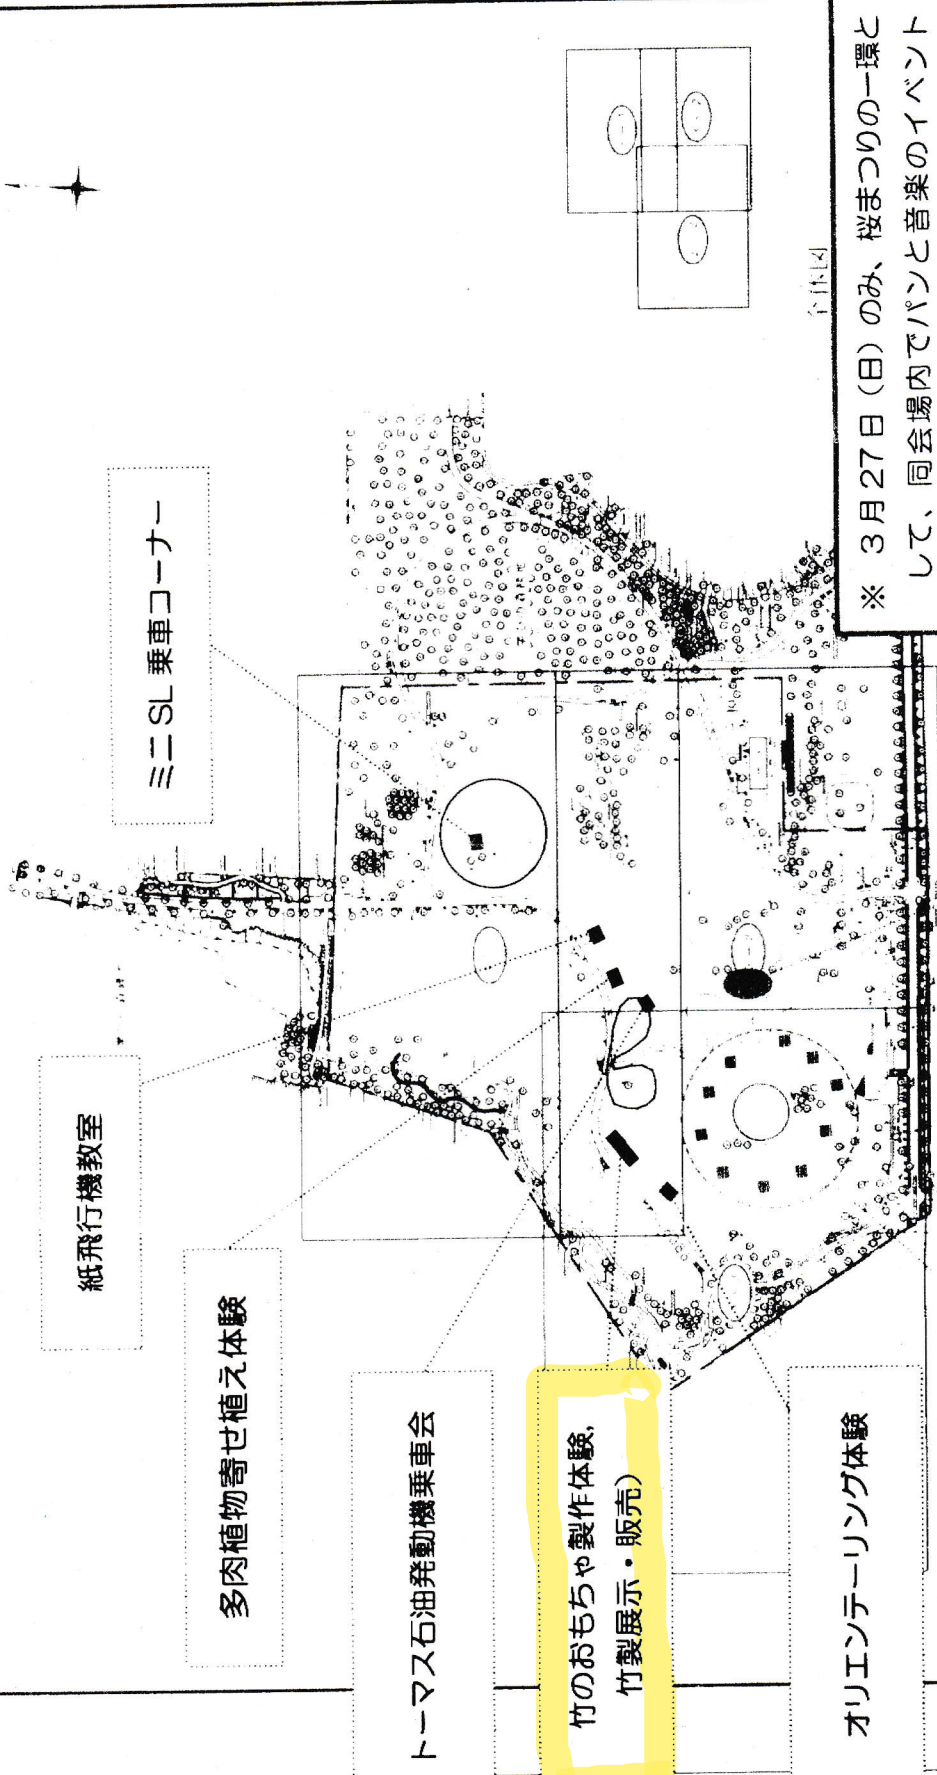 ミニSL 乗車コーナー
紙飛行機教室
多肉植物寄せ植え体験
トーマス石油発動機乗車会
竹のおもちゃ製作体験,
竹製展示・販売）
オリエンテーリング体験
※ 3月27日（日）のみ、桜まつりの一環と
して、同会場内でパンと音楽のイベント